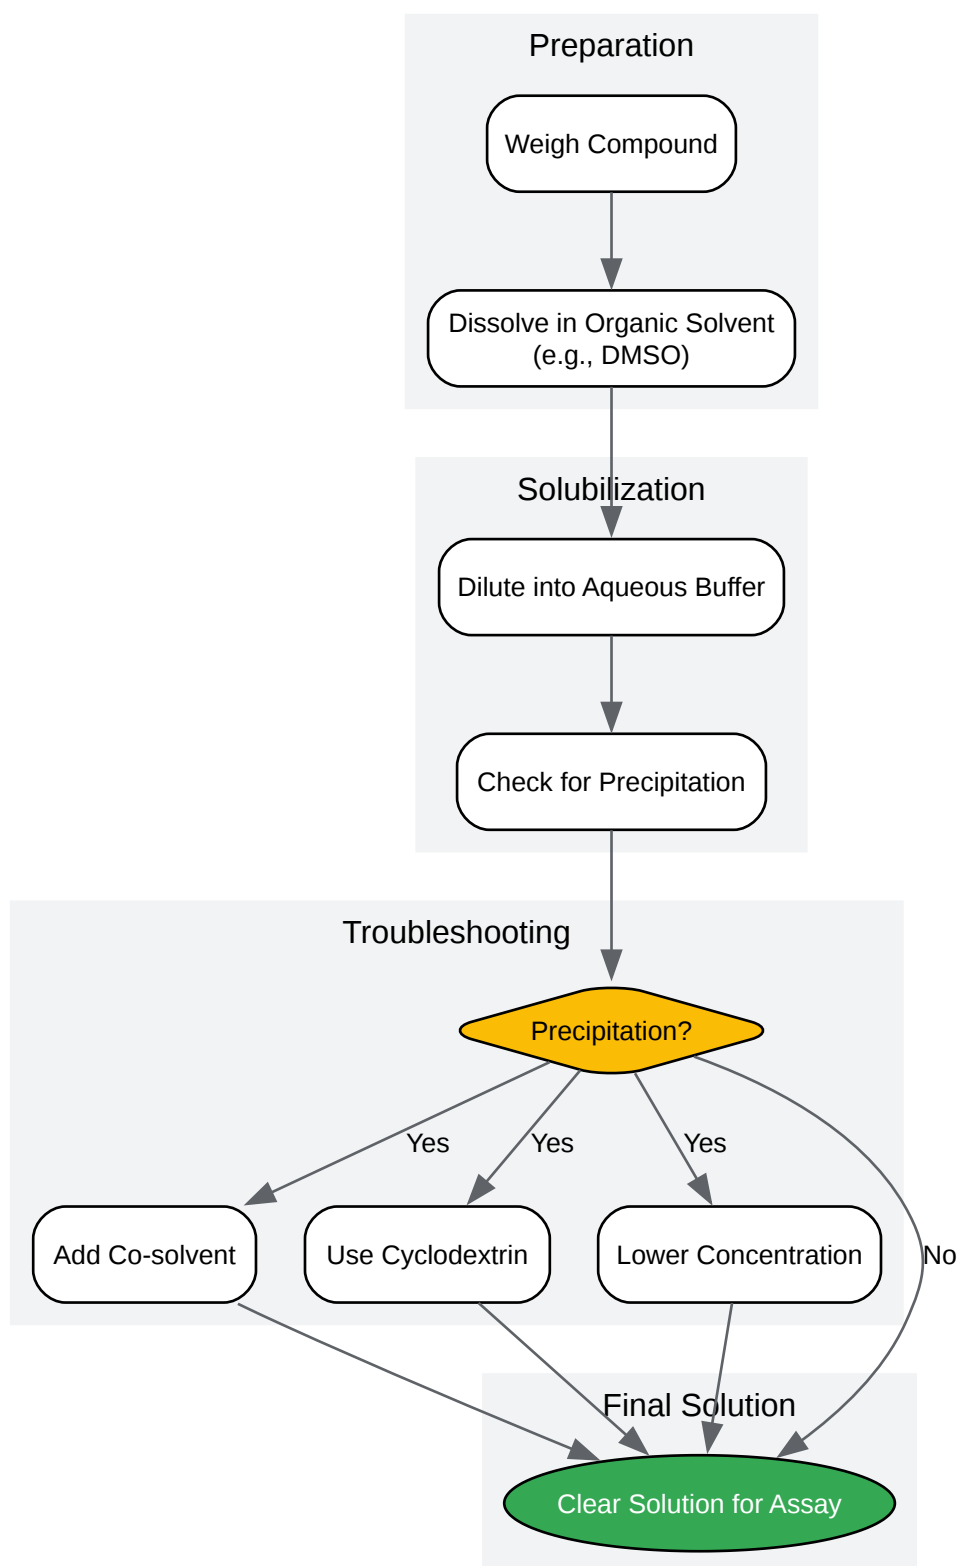 Preparation
Weigh Compound
Dissolve in Organic Solvent
(e.g., DMSO)
Solubilization
Dilute into Aqueous Buffer
Check for Precipitation
Troubleshooting
Precipitation?
Yes
Yes
Yes
Add Co-solvent
Use Cyclodextrin
Lower Concentration
No
Final Solution
Clear Solution for Assay